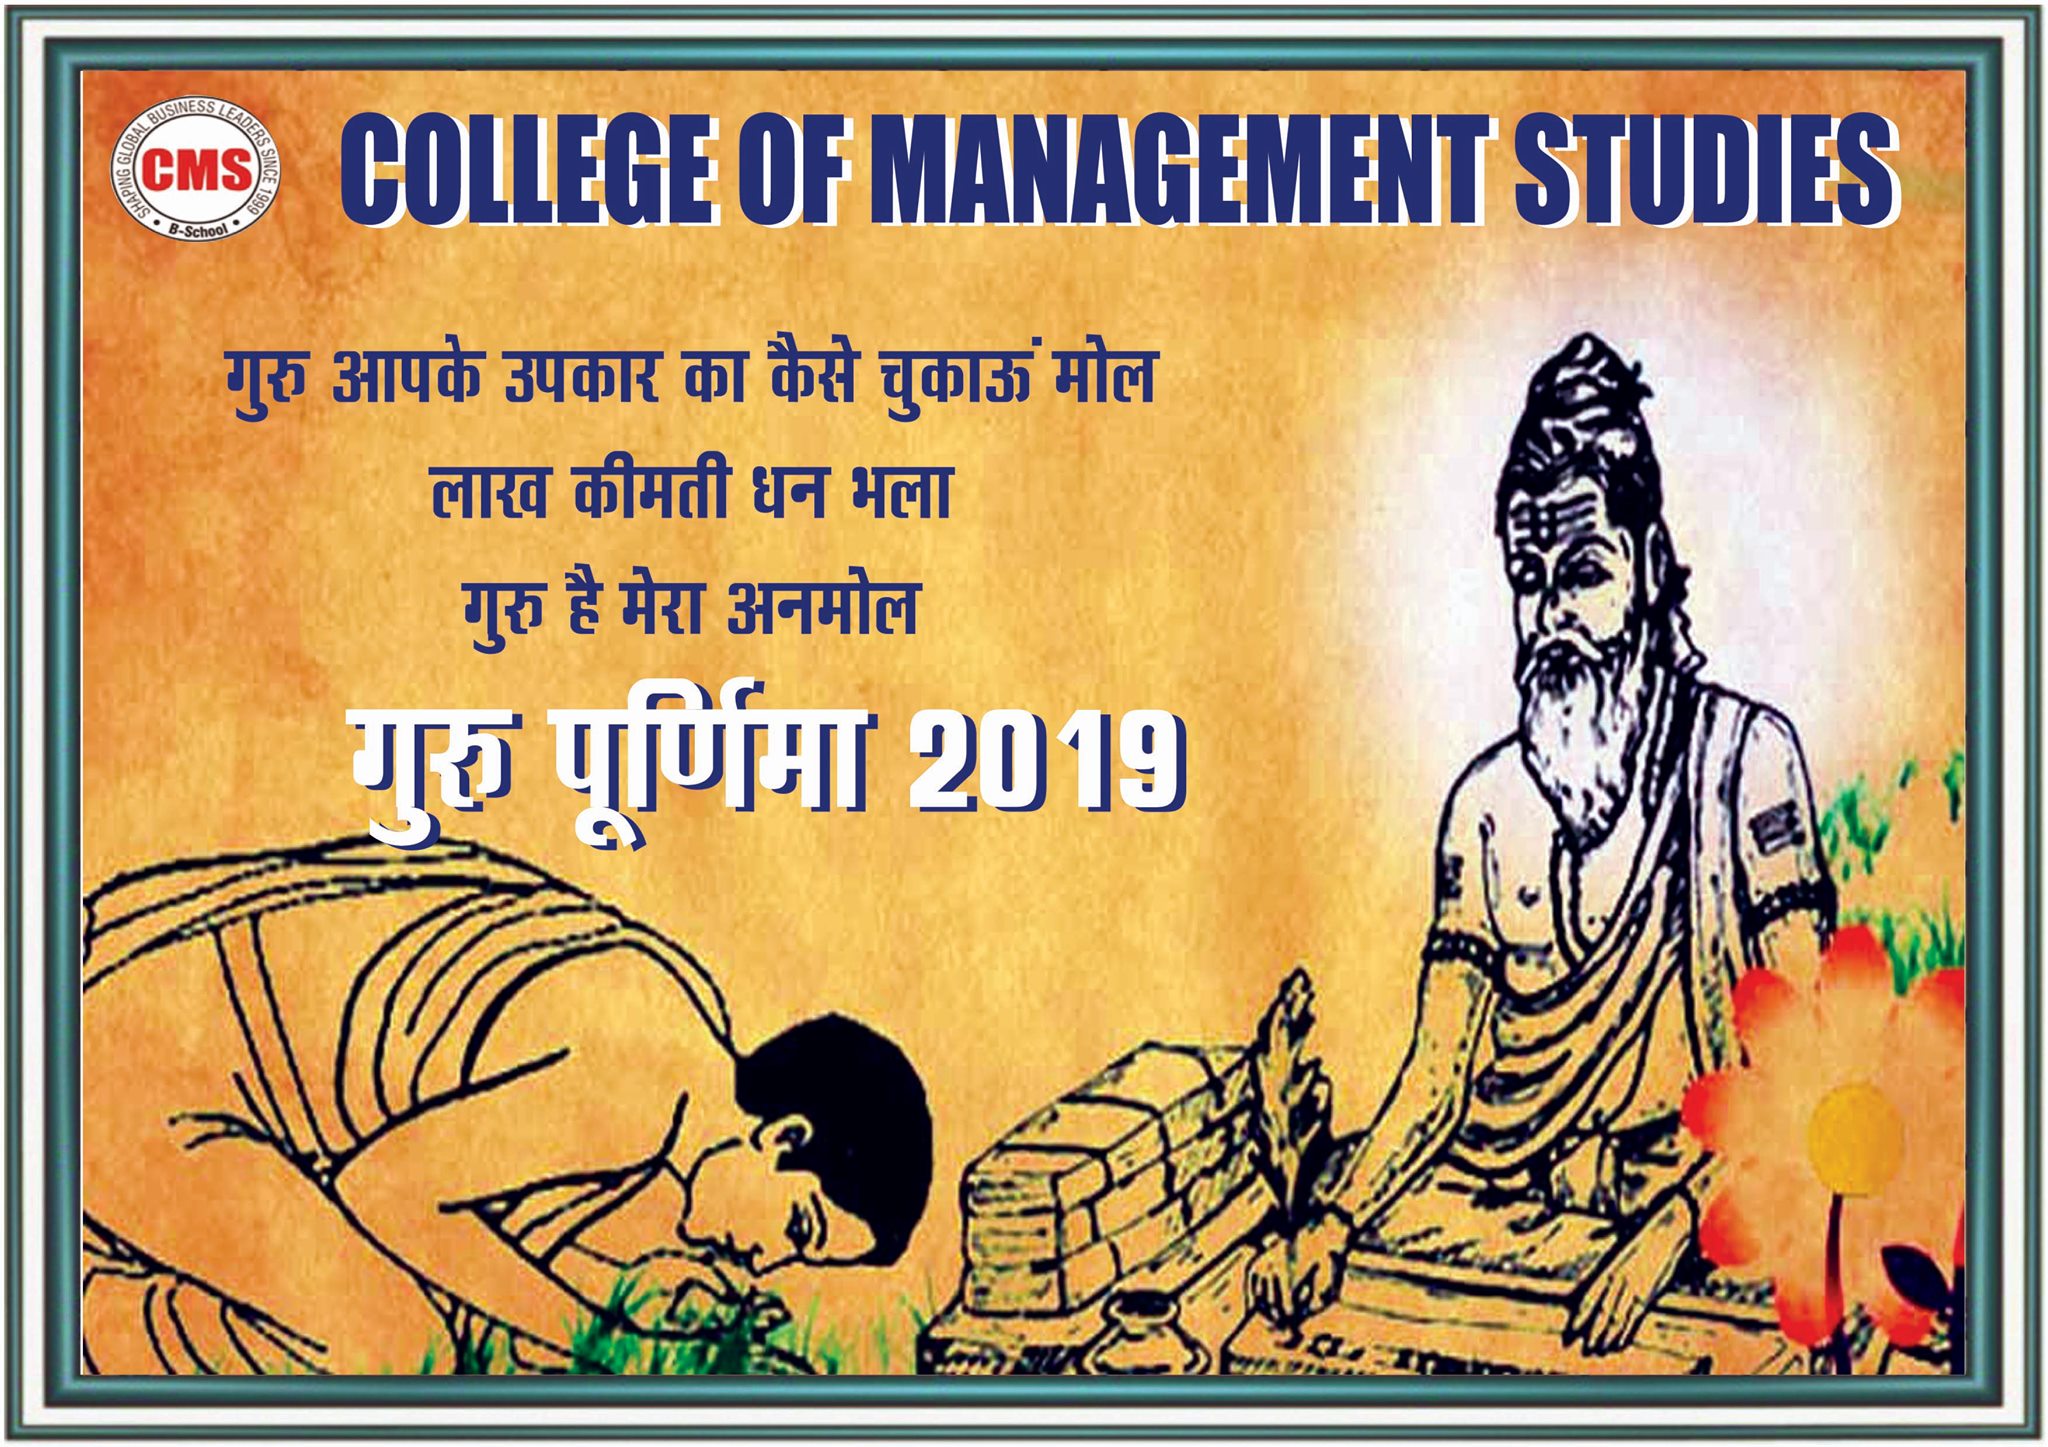 SHAPING GLOBAL BUSINESS LEADERS SINCE 1999
CMS
• B-School •
COLLEGE OF MANAGEMENT STUDIES
गुरु आपके उपकार का कैसे चुकाऊं मोल
लाख कीमती धन भला
गुरु है मेरा अनमोल
गुरु पूर्णिमा 2019